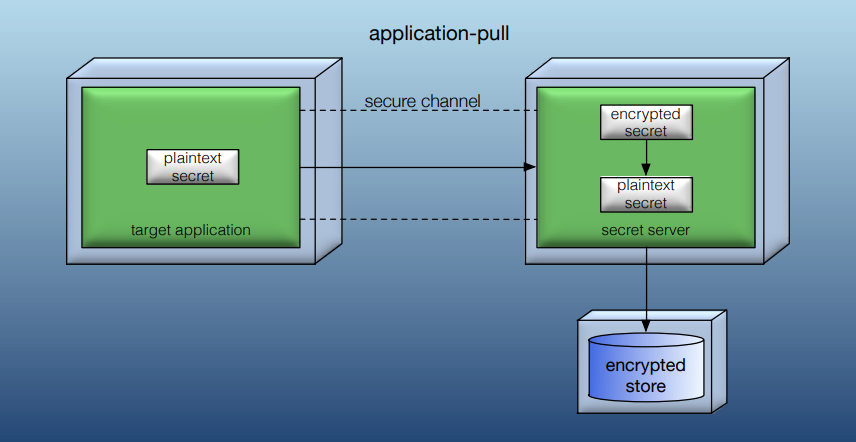 application-pull
secure channel
plaintext
secret
target application
encrypted
secret
plaintext
secret
secret server
encrypted
store